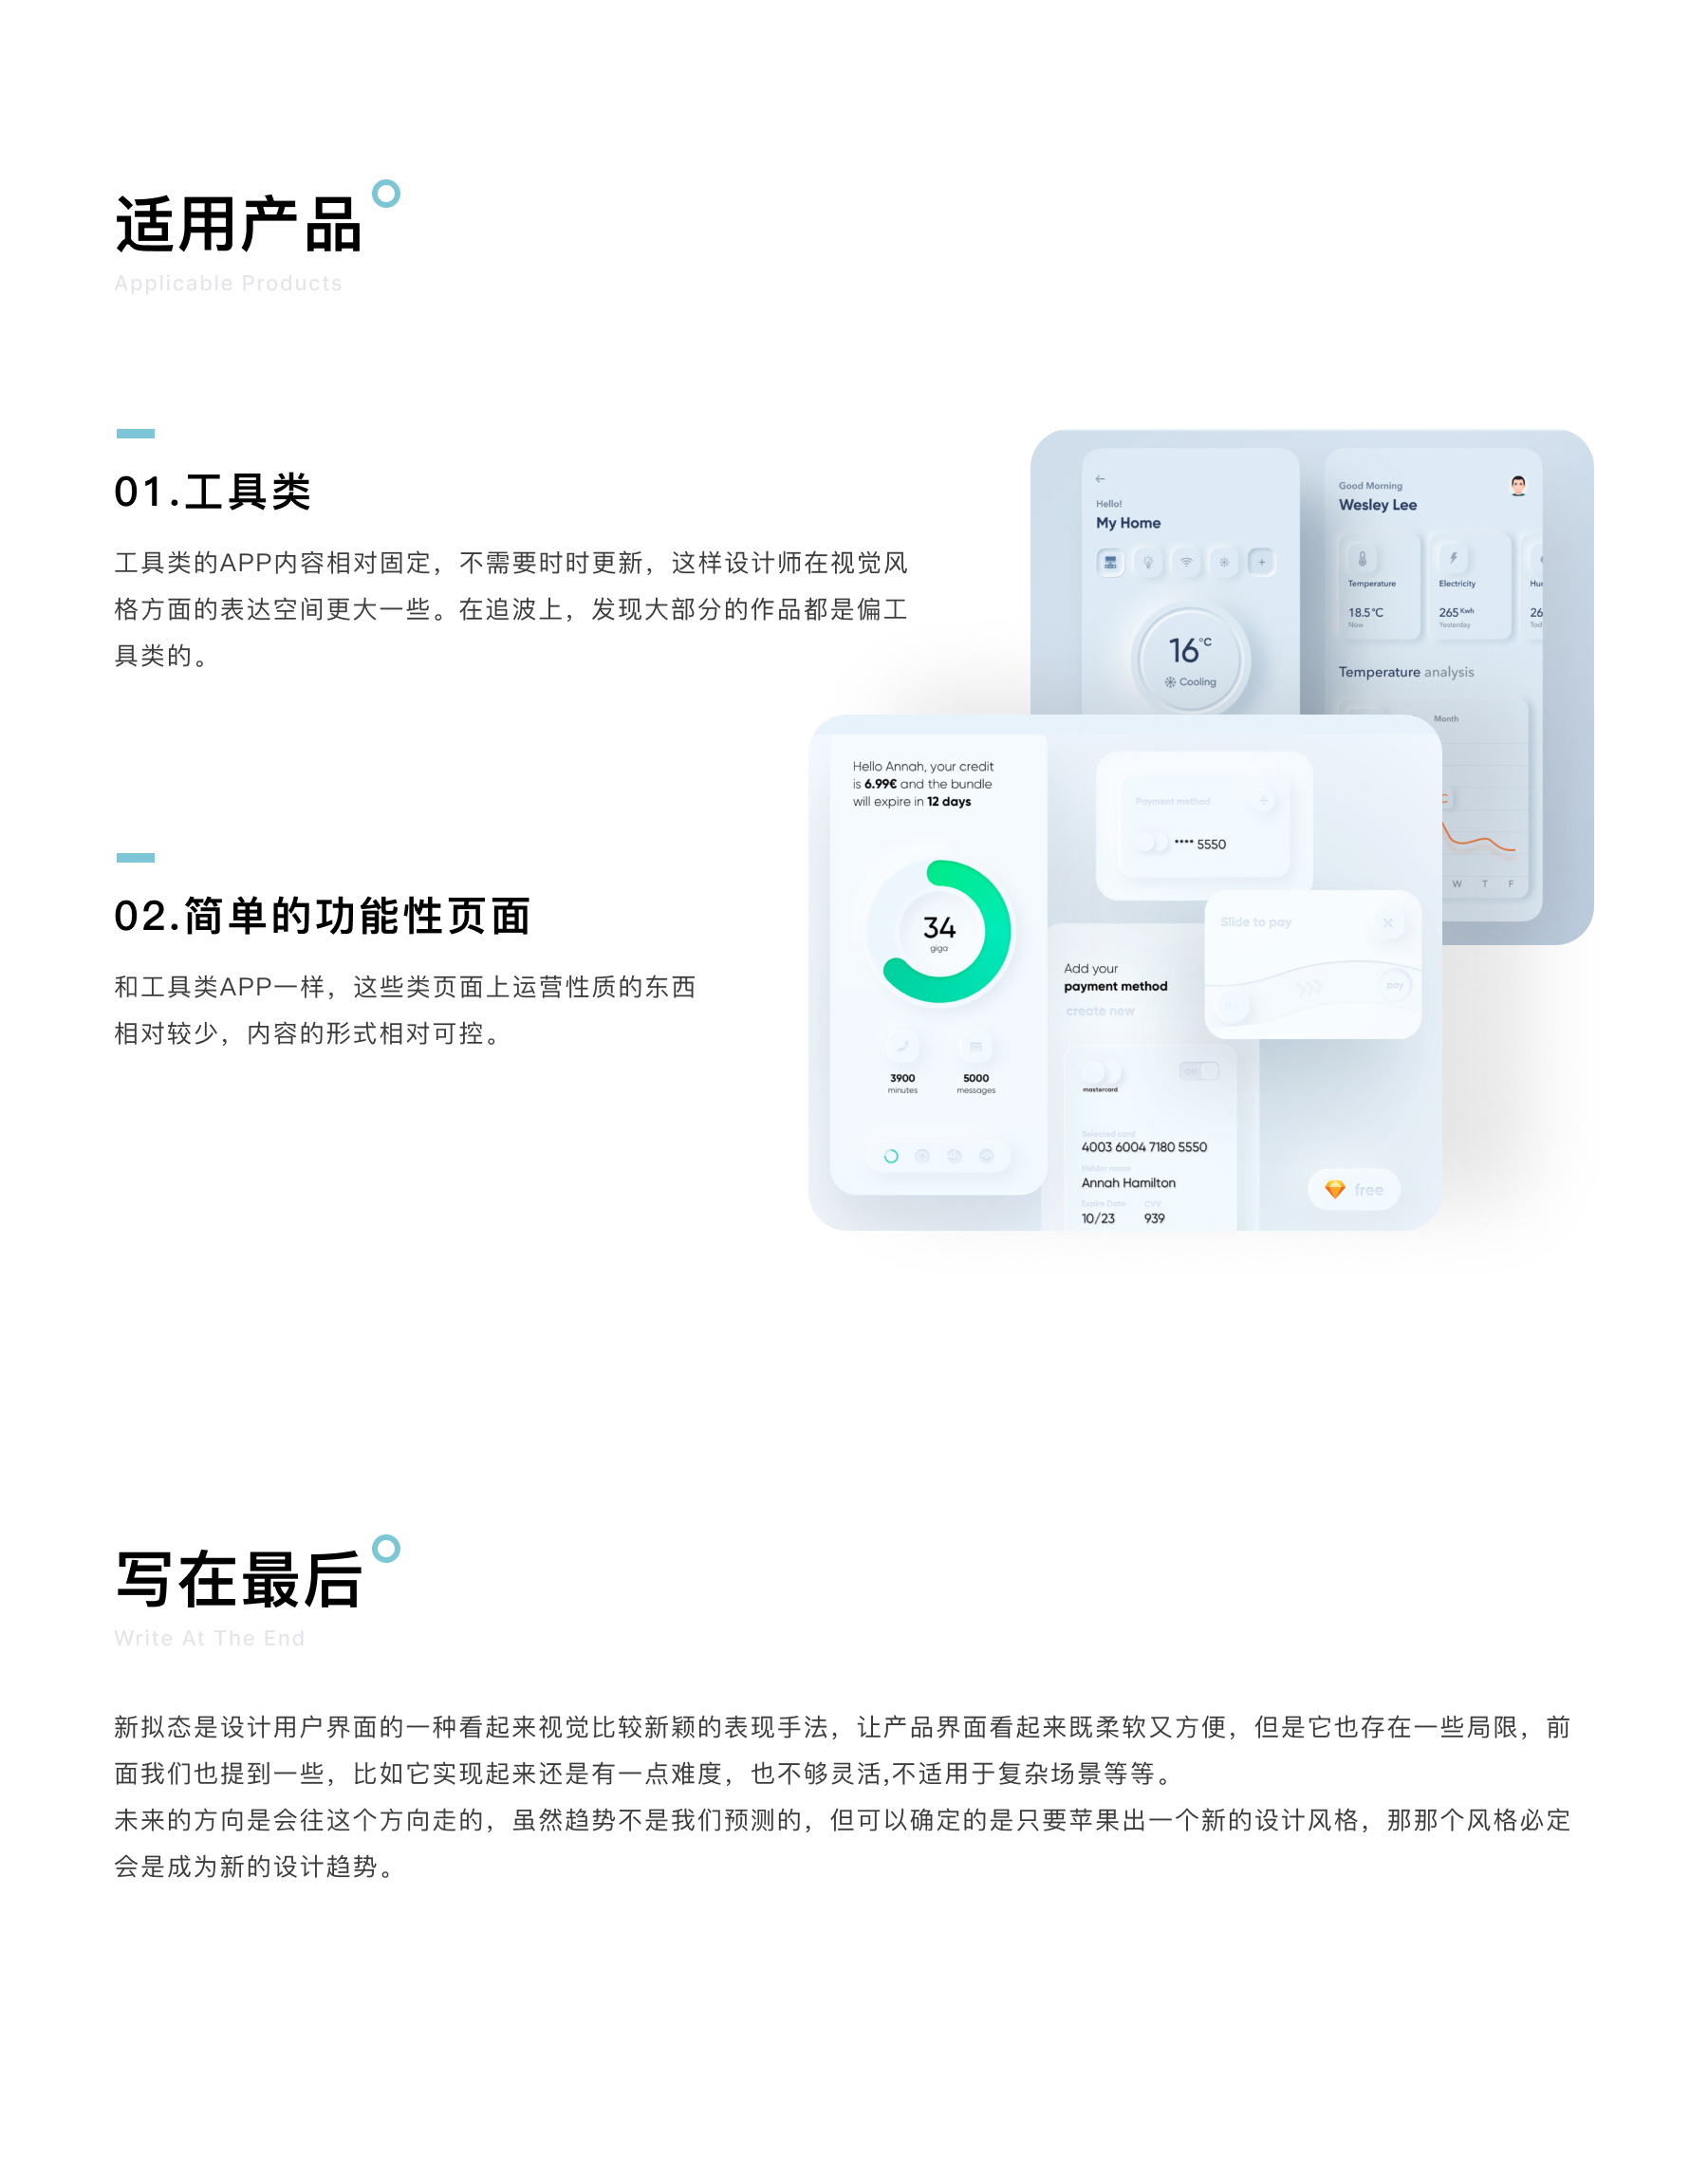 适用产品
Applicable Products
01.工具类
工具类的APP内容相对固定，不需要时时更新，这样设计师在视觉风
格方面的表达空间更大一些。在追波上，发现大部分的作品都是偏工
具类的。
02.简单的功能性页面
和工具类APP一样，这些类页面上运营性质的东西
相对较少，内容的形式相对可控。
Hello!
My Home
16°C
Cooling
Good Morning
Wesley Lee
Temperature
18.5°C
Now
Electricity
265 Kwh
Yesterday
26
Temperature analysis
Month
W T F
Hello Annah, your credit
is 6.99€ and the bundle
will expire in 12 days
34
giga
3900
minutes
5000
messages
Payment method
•••• 5550
Slide to pay
pay
Add your
payment method
create new
mastercard
Off
Selected card
4003 6004 7180 5550
Holder name
Annah Hamilton
Expire Date CVV
10/23 939
free
写在最后
Write At The End
新拟态是设计用户界面的一种看起来视觉比较新颖的表现手法，让产品界面看起来既柔软又方便，但是它也存在一些局限，前
面我们也提到一些，比如它实现起来还是有一点难度，也不够灵活,不适用于复杂场景等等。
未来的方向是会往这个方向走的，虽然趋势不是我们预测的，但可以确定的是只要苹果出一个新的设计风格，那那个风格必定
会是成为新的设计趋势。